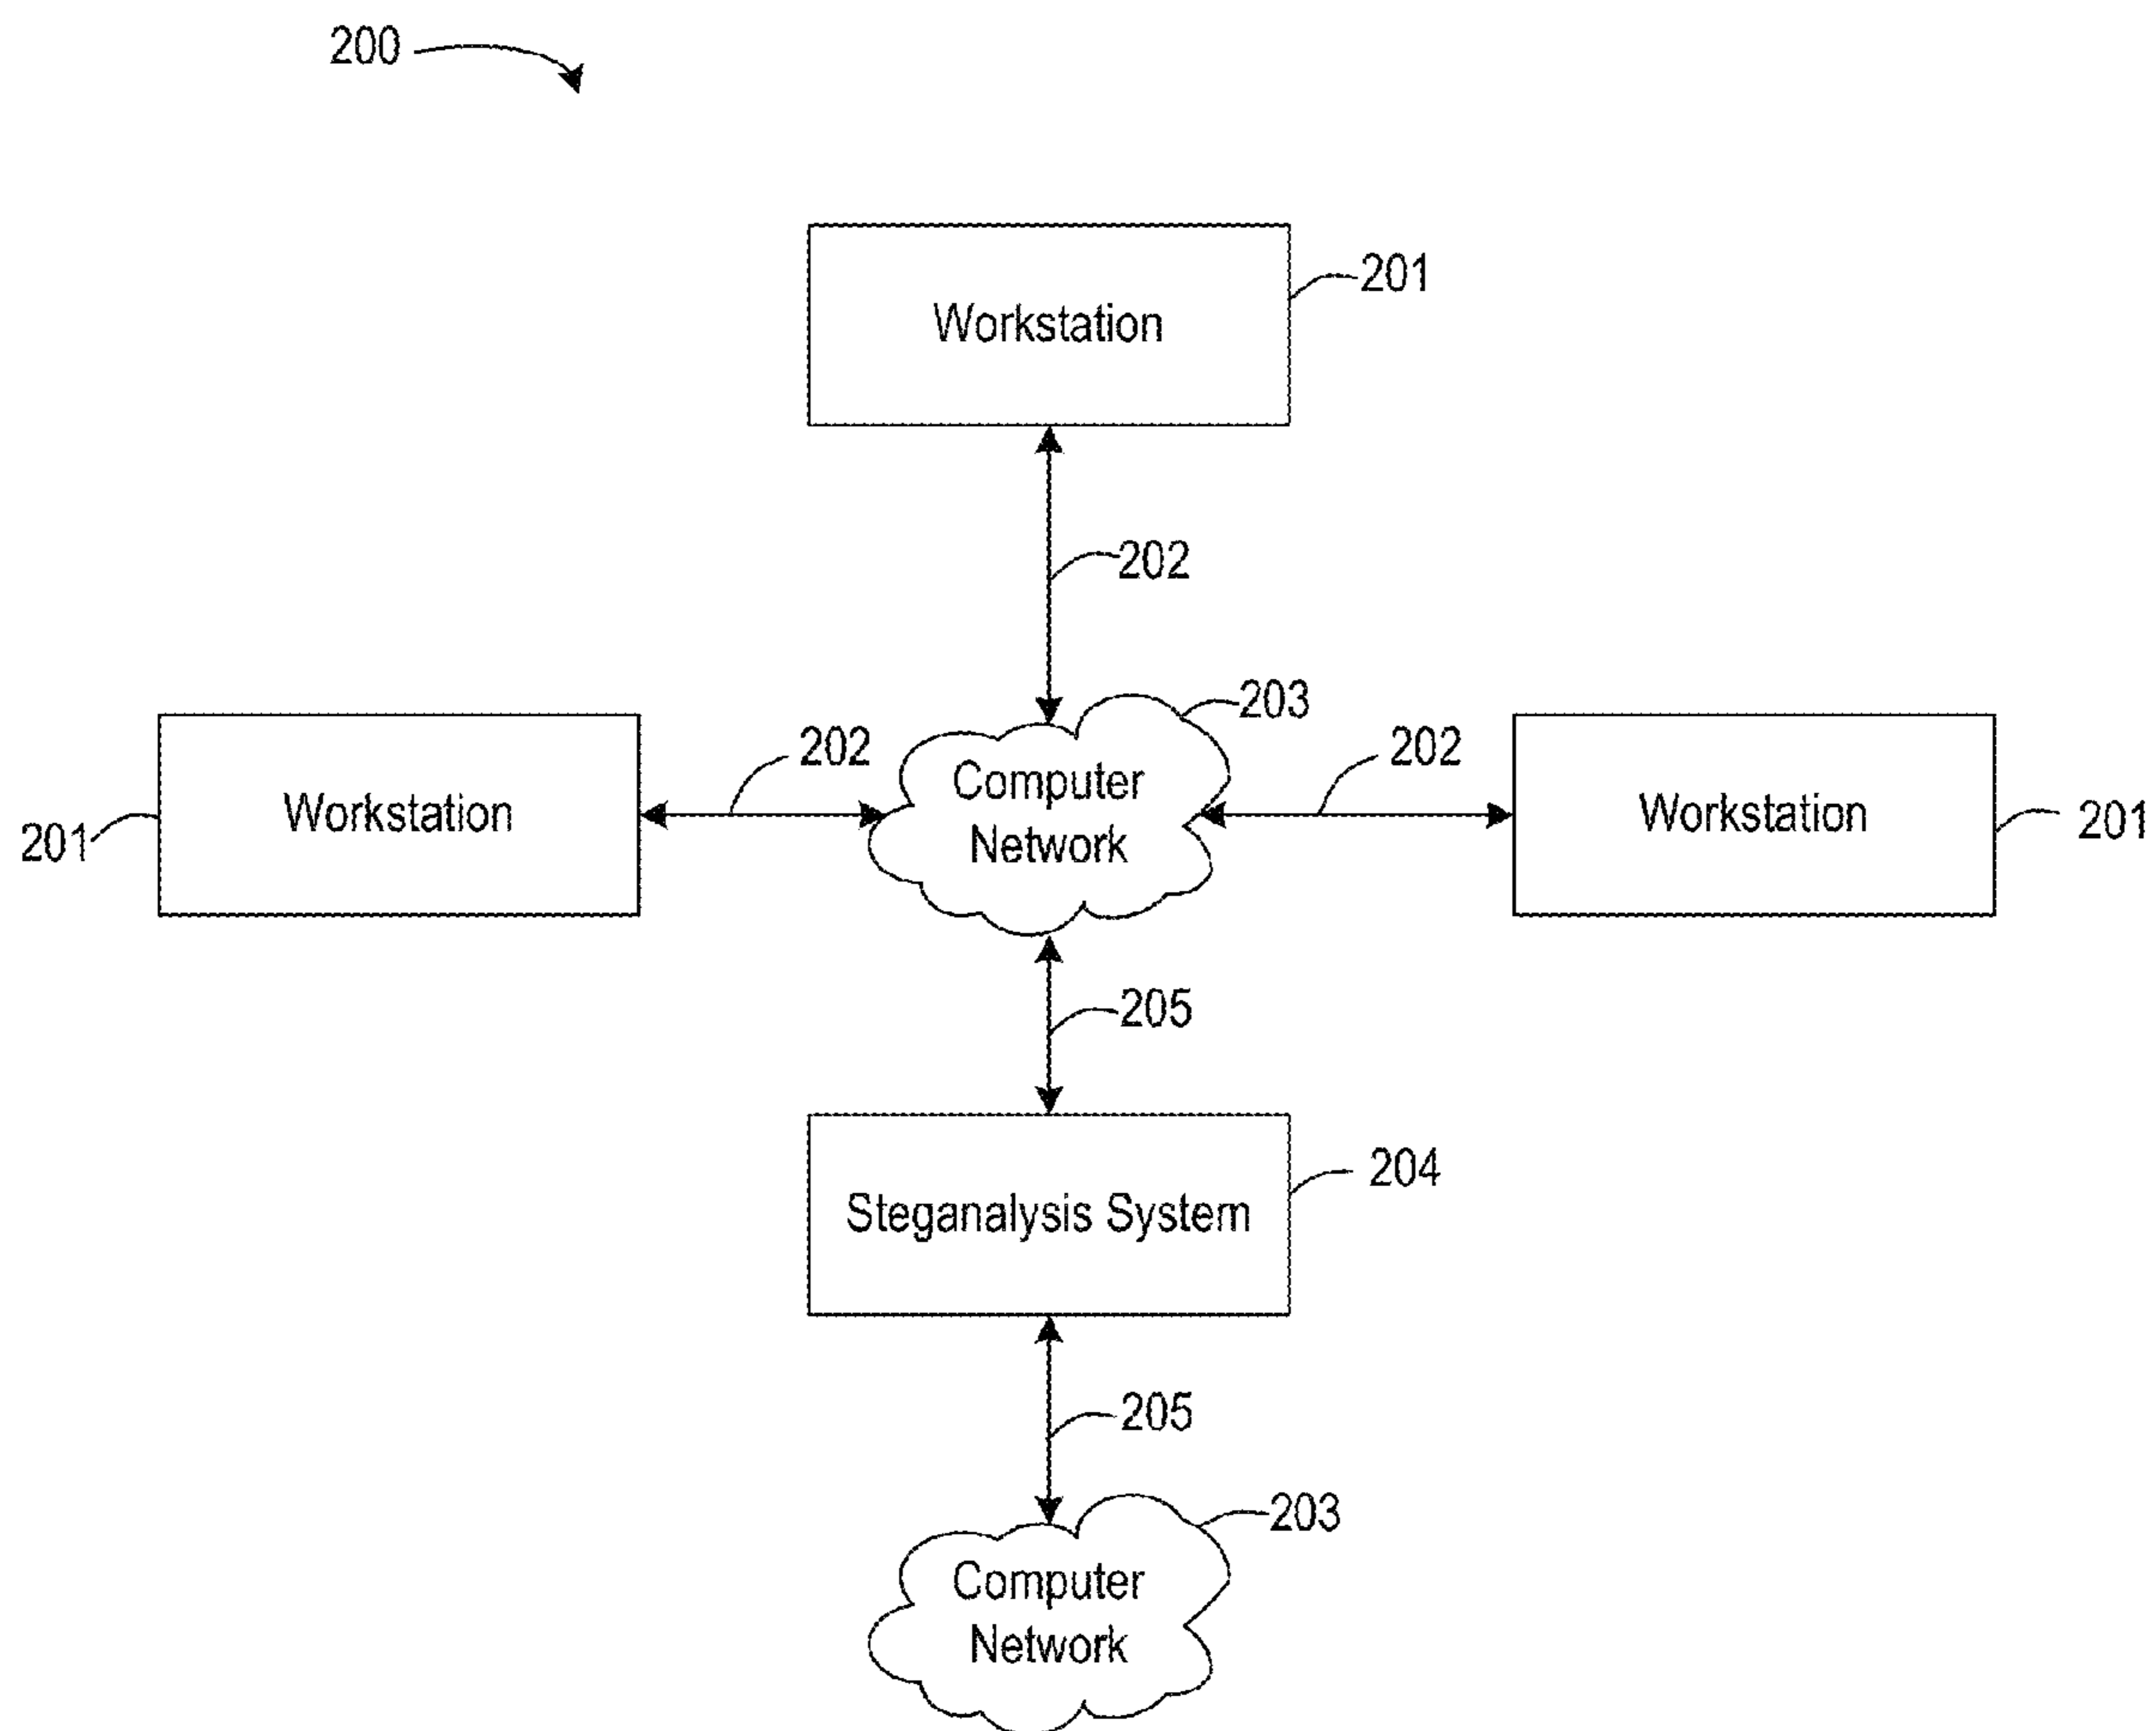 200
Workstation
201
202
203
Workstation
201
202
Computer
Network
202
Workstation
201
205
Steganalysis System
204
205
203
Computer
Network